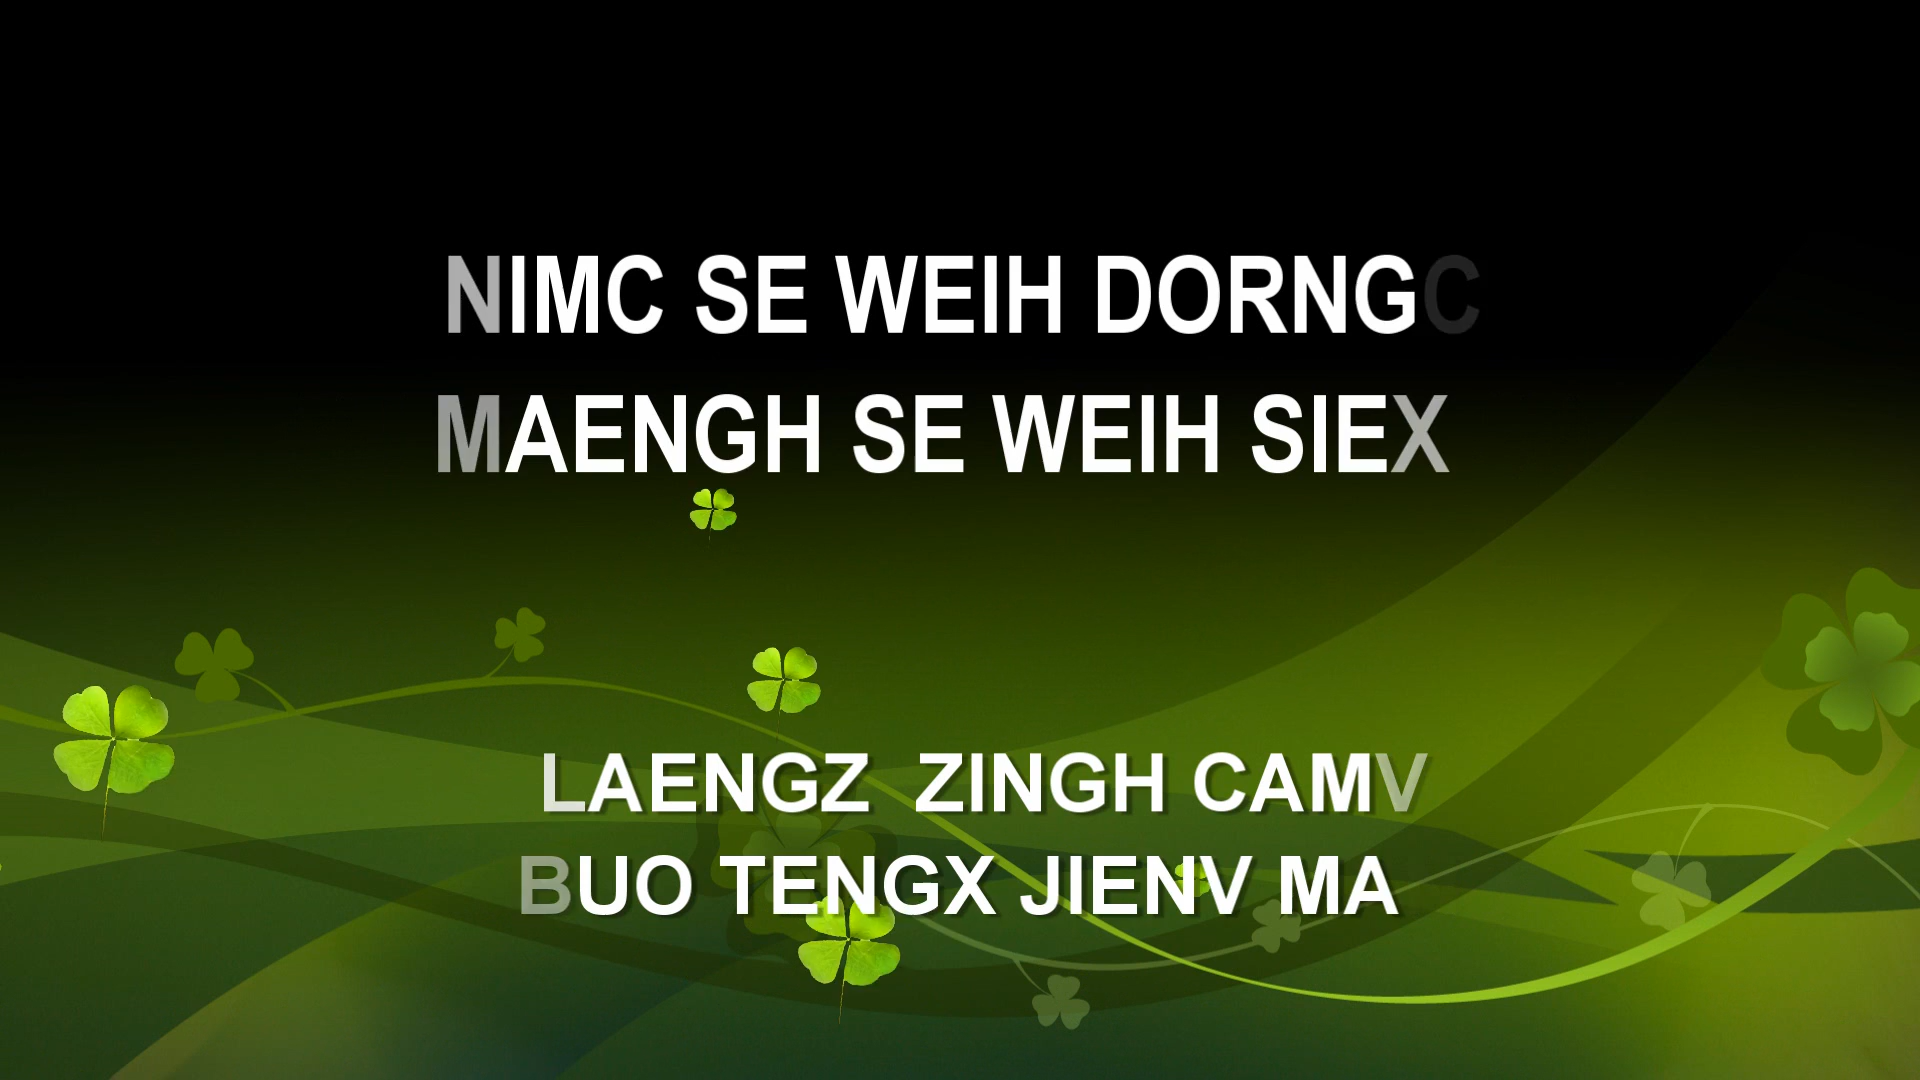 NIMC SE WEIH DORNGC
MAENGH SE WEIH SIEX
LAENGZ ZINGH CAMV
BUO TENGX JIENV MA